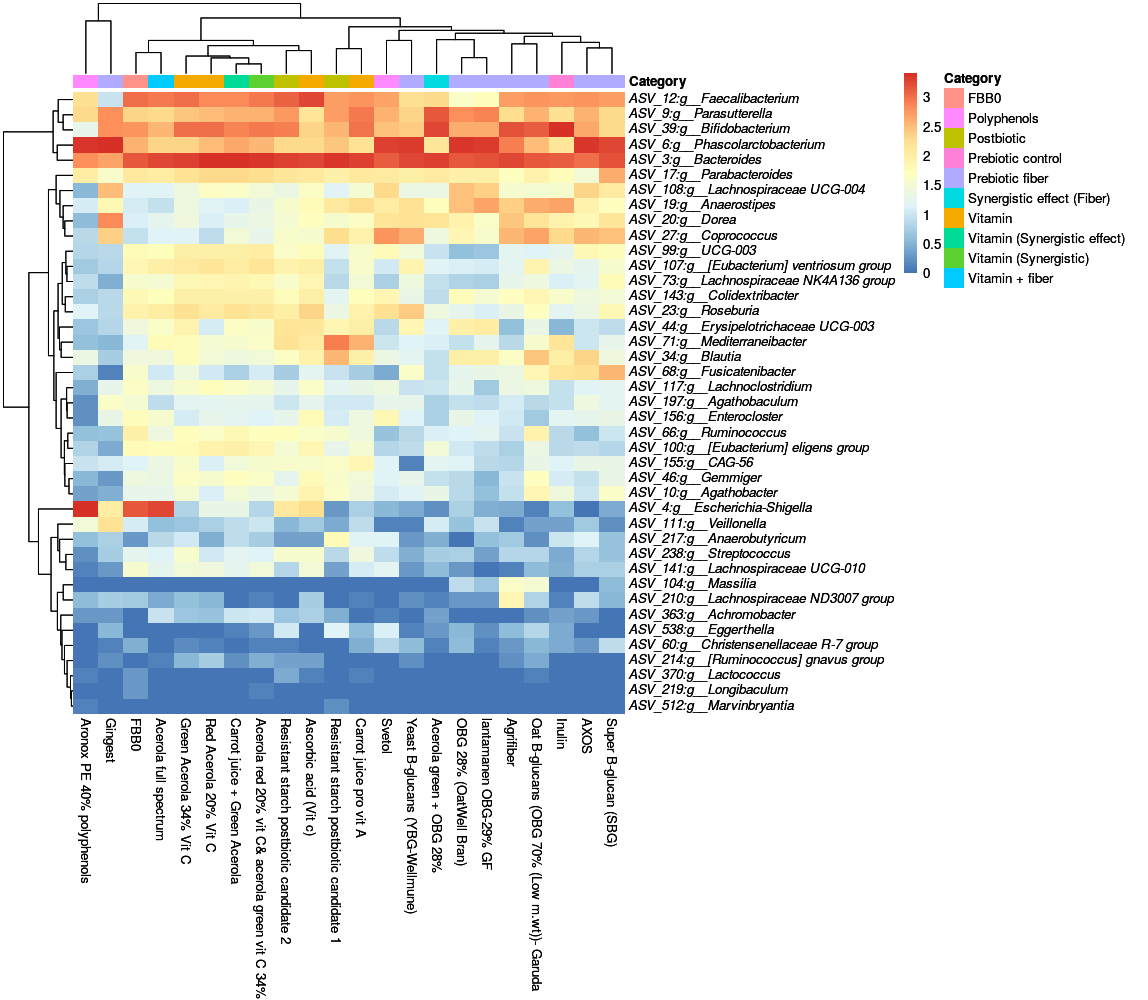 Category
ASV_12:g__Faecalibacterium
ASV_9:g__Parasutterella
ASV_39:g__Bifidobacterium
ASV_6:g__Phascolarctobacterium
ASV_3:g__Bacteroides
ASV_17:g__Parabacteroides
ASV_108:g__Lachnospiraceae UCG-004
ASV_19:g__Anaerostipes
ASV_20:g__Dorea
ASV_27:g__Coprococcus
ASV_99:g__UCG-003
ASV_107:g__[Eubacterium] ventriosum group
ASV_73:g__Lachnospiraceae NK4A136 group
ASV_143:g__Colidextribacter
ASV_23:g__Roseburia
ASV_44:g__Erysipelotrichaceae UCG-003
ASV_71:g__Mediterraneibacter
ASV_34:g__Blautia
ASV_68:g__Fusicatenibacter
ASV_117:g__Lachnoclostridium
ASV_197:g__Agathobaculum
ASV_156:g__Enterocloster
ASV_66:g__Ruminococcus
ASV_100:g__[Eubacterium] eligens group
ASV_155:g__CAG-56
ASV_46:g__Gemmiger
ASV_10:g__Agathobacter
ASV_4:g__Escherichia-Shigella
ASV_111:g__Veillonella
ASV_217:g__Anaerobutyricum
ASV_238:g__Streptococcus
ASV_141:g__Lachnospiraceae UCG-010
ASV_104:g__Massilia
ASV_210:g__Lachnospiraceae ND3007 group
ASV_363:g__Achromobacter
ASV_538:g__Eggerthella
ASV_60:g__Christensenellaceae R-7 group
ASV_214:g__[Ruminococcus] gnavus group
ASV_370:g__Lactococcus
ASV_219:g__Longibaculum
ASV_512:g__Marvinbryantia
Aronox PE 40% polyphenols
Gingest
FBB0
Acerola full spectrum
Green Acerola 34% Vit C
Red Acerola 20% Vit C
Carrot juice + Green Acerola
Acerola red 20% vit C& acerola green vit C 34%
Resistant starch postbiotic candidate 2
Ascorbic acid (Vit c)
Resistant starch postbiotic candidate 1
Carrot juice pro vit A
Svetol
Yeast B-glucans (YBG-Wellmune)
Acerola green + OBG 28%
OBG 28% (OatWell Bran)
lantamanen OBG-29% GF
Agrifiber
Oat B-glucans (OBG 70% (Low m.wt))- Garuda
Inulin
AXOS
Super B-glucan (SBG)
3
2.5
2
1.5
1
0.5
0
Category
FBB0
Polyphenols
Postbiotic
Prebiotic control
Prebiotic fiber
Synergistic effect (Fiber)
Vitamin
Vitamin (Synergistic effect)
Vitamin (Synergistic)
Vitamin + fiber